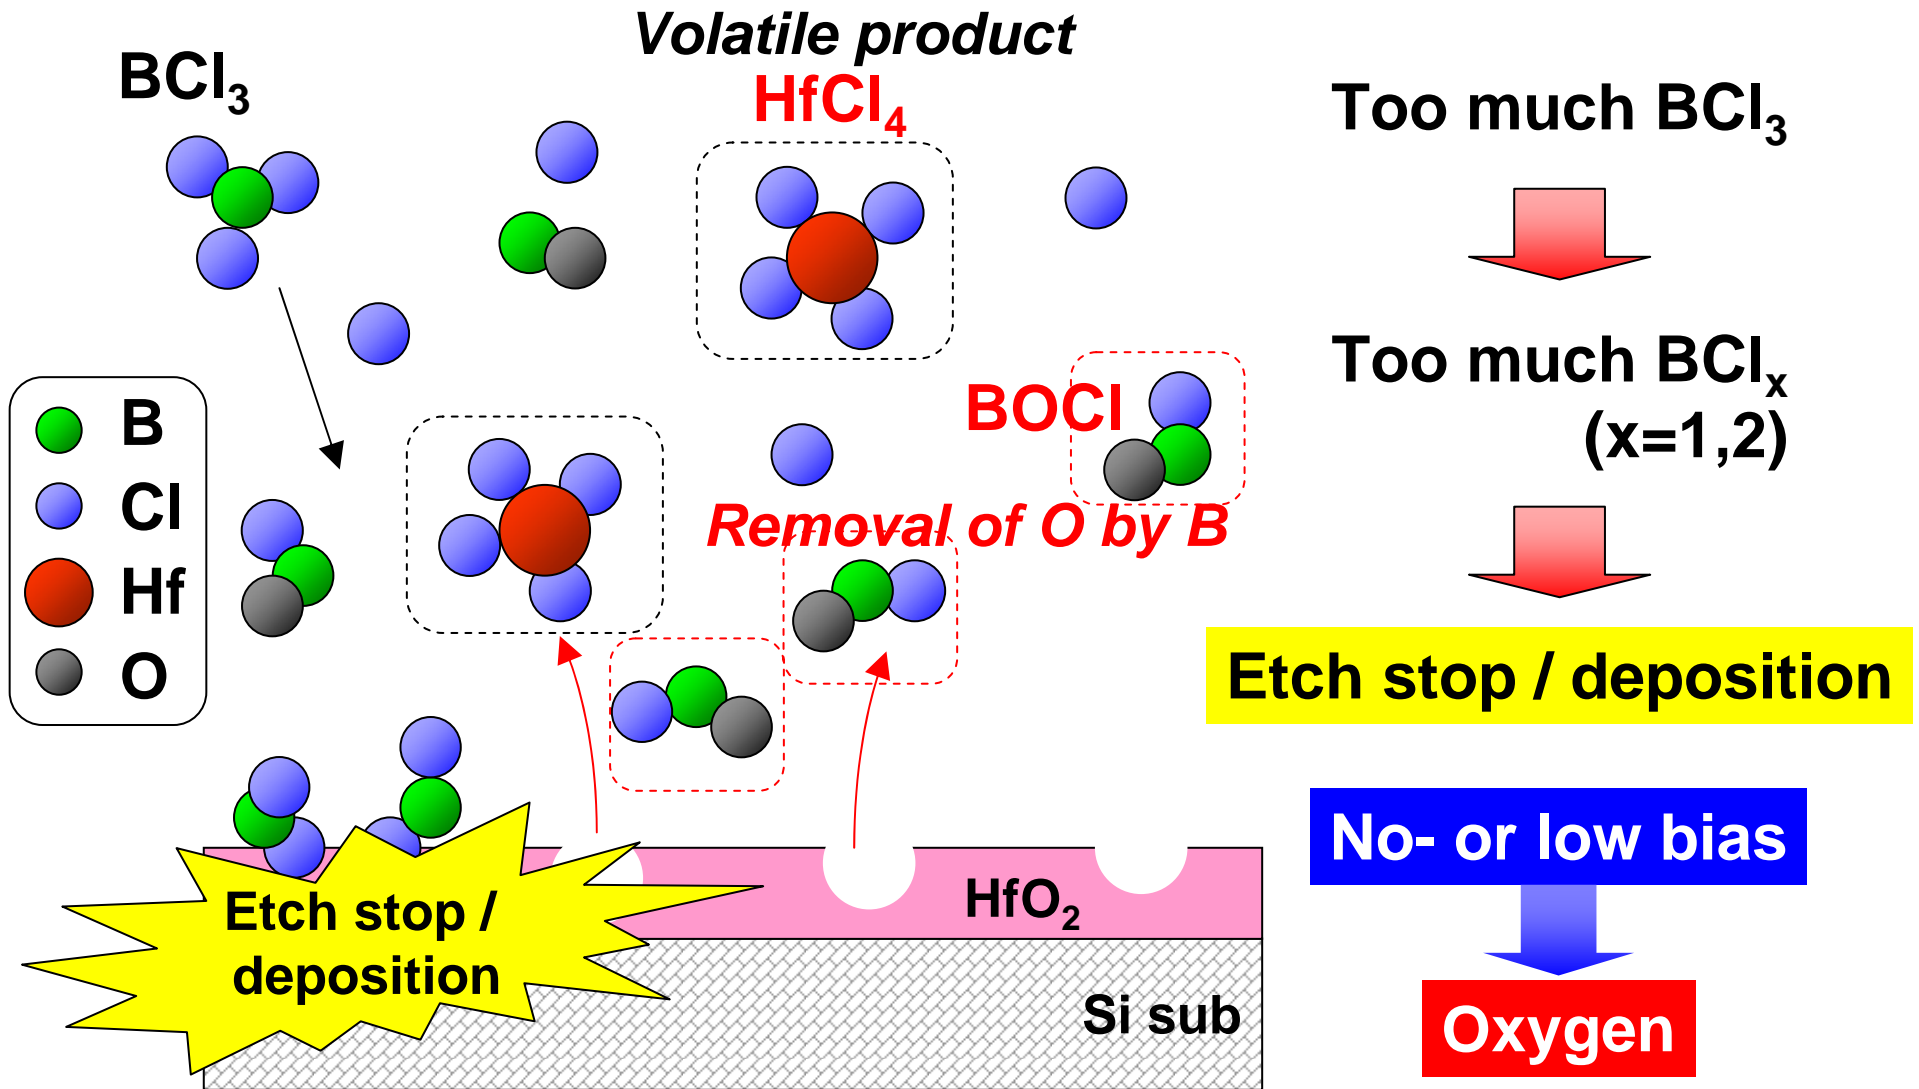 Volatile product
BCl₃
HfCl₄
BOCl
Removal of O by B
B
Cl
Hf
O
Etch stop /
deposition
HfO₂
Si sub
Too much BCl₃
Too much BClₓ
(x=1,2)
Etch stop / deposition
No- or low bias
Oxygen